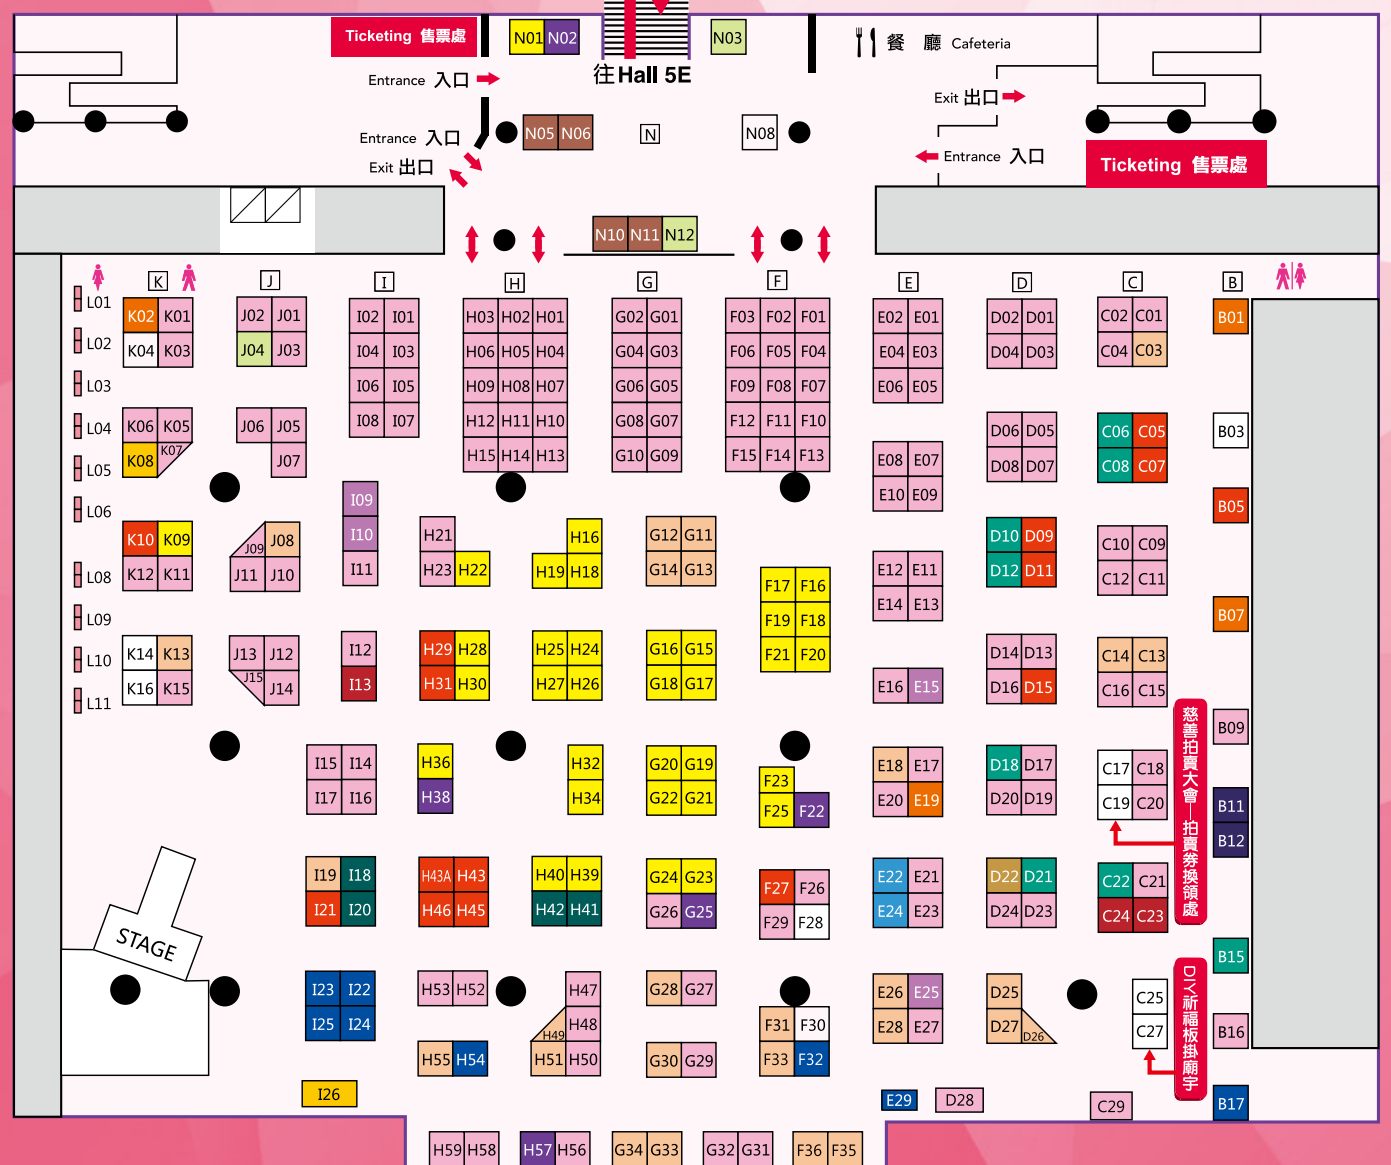 Ticketing 售票處
N01 N02
N03
餐 廳 Cafeteria
往Hall 5E
Entrance 入口
Exit 出口
Entrance 入口
N05 N06
N
N08
Exit 出口
Entrance 入口
Ticketing 售票處
N10 N11 N12
K J I H G F E D C B
L01 K02 K01 J02 J01 I02 I01 H03 H02 H01 G02 G01 F03 F02 F01 E02 E01 D02 D01 C02 C01 B01
L02 K04 K03 J04 J03 I04 I03 H06 H05 H04 G04 G03 F06 F05 F04 E04 E03 D04 D03 C04 C03
L03 I06 I05 H09 H08 H07 G06 G05 F09 F08 F07 E06 E05
L04 K06 K05 J06 J05 I08 I07 H12 H11 H10 G08 G07 F12 F11 F10 D06 D05 C06 C05 B03
L05 K08 K07 J07 H15 H14 H13 G10 G09 F15 F14 F13 E08 E07 D08 D07 C08 C07
L06 I09 E10 E09 B05
K10 K09 J09 J08 I10 H21 H16 G12 G11 D10 D09 C10 C09
L08 K12 K11 J11 J10 I11 H23 H22 H19 H18 G14 G13 F17 F16 E12 E11 D12 D11 C12 C11
L09 F19 F18 E14 E13 B07
L10 K14 K13 J13 J12 I12 H29 H28 H25 H24 G16 G15 F21 F20 D14 D13 C14 C13
L11 K16 K15 J15 J14 I13 H31 H30 H27 H26 G18 G17 E16 E15 D16 D15 C16 C15
慈善拍賣大會—拍賣券換領處
B09
I15 I14 H36 H32 G20 G19 F23 E18 E17 D18 D17 C17 C18
I17 I16 H38 H34 G22 G21 F25 F22 E20 E19 D20 D19 C19 C20 B11
B12
I19 I18 H43A H43 H40 H39 G24 G23 F27 F26 E22 E21 D22 D21 C22 C21
I21 I20 H46 H45 H42 H41 G26 G25 F29 F28 E24 E23 D24 D23 C24 C23
STAGE
B15
DIY祈福板掛廟宇
I23 I22 H53 H52 H47 G28 G27 E26 E25 D25 C25
I25 I24 H49 H48 F31 F30 E28 E27 D27 D26 C27 B16
H55 H54 H51 H50 G30 G29 F33 F32
I26 E29 D28 C29 B17
H59 H58 H57 H56 G34 G33 G32 G31 F36 F35